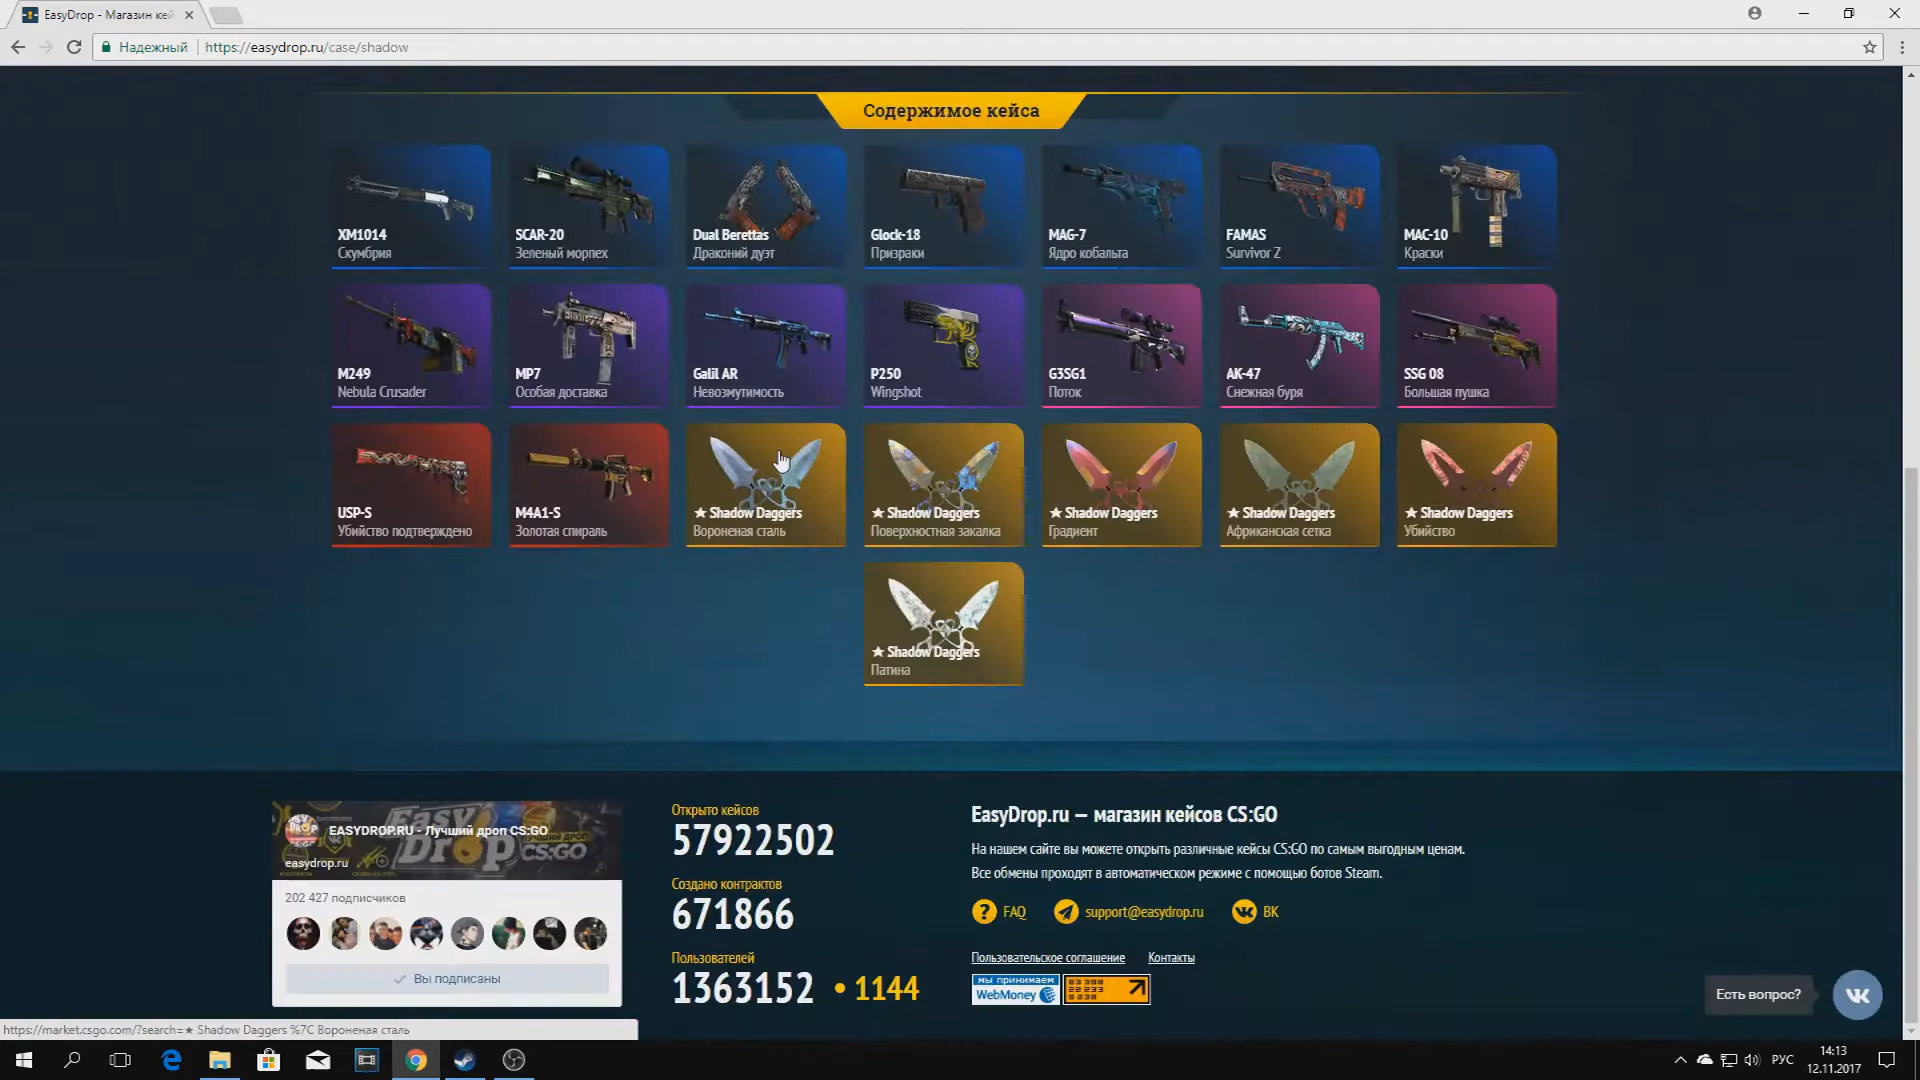 EasyDrop - Магазин кей
Надежный
https://easydrop.ru/case/shadow
Содержимое кейса
XM1014
Скумбрия
SCAR-20
Зеленый морпех
Dual Berettas
Драконий дуэт
Glock-18
Призраки
MAG-7
Ядро кобальта
FAMAS
Survivor Z
MAC-10
Краски
M249
Nebula Crusader
MP7
Особая доставка
Galil AR
Невозмутимость
P250
Wingshot
G3SG1
Поток
AK-47
Снежная буря
SSG 08
Большая пушка
USP-S
Убийство подтверждено
M4A1-S
Золотая спираль
★ Shadow Daggers
Вороненая сталь
★ Shadow Daggers
Поверхностная закалка
★ Shadow Daggers
Градиент
★ Shadow Daggers
Африканская сетка
★ Shadow Daggers
Убийство
★ Shadow Daggers
Патина
EASYDROP.RU - Лучший дроп CS:GO
easydrop.ru
Easy Drop CS:GO
202 427 подписчиков
Вы подписаны
Открыто кейсов
57922502
Создано контрактов
671866
Пользователей
1363152 • 1144
EasyDrop.ru — магазин кейсов CS:GO
На нашем сайте вы можете открыть различные кейсы CS:GO по самым выгодным ценам.
Все обмены проходят в автоматическом режиме с помощью ботов Steam.
? FAQ
support@easydrop.ru
ВК
Пользовательское соглашение
Контакты
мы принимаем
WebMoney
Есть вопрос?
https://market.csgo.com/?search=★ Shadow Daggers %7C Вороненая сталь
РУС
14:13
12.11.2017